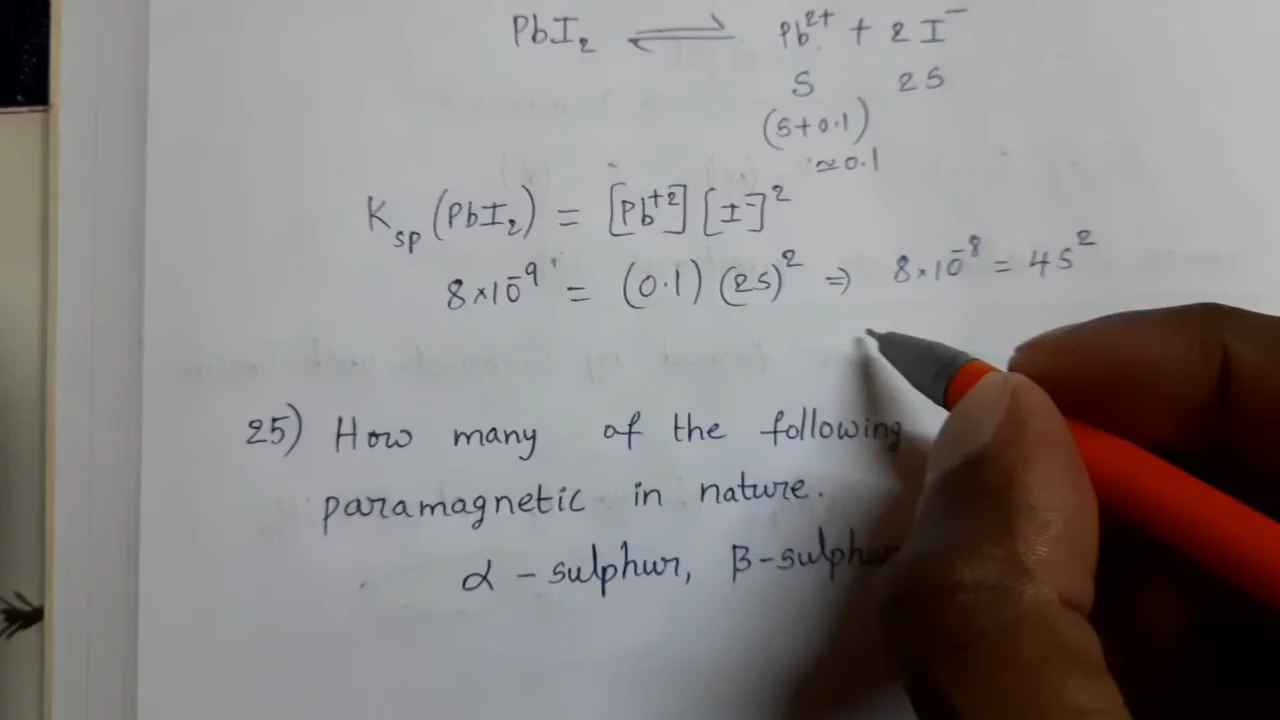 PbI₂ ⇌ Pb²⁺ + 2I⁻
S 2S
(S+0.1)
≃0.1
Ksp(PbI₂) = [Pb⁺²][I⁻]²
8×10⁻⁹ = (0.1)(2S)² ⇒ 8×10⁻⁸ = 4S²
25) How many of the following
paramagnetic in nature.
α - sulphur, β-sulphur